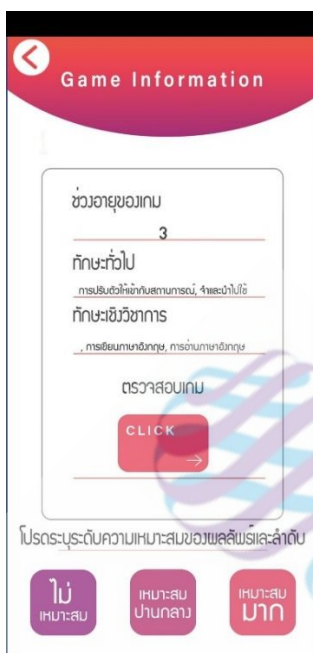 Game Information
ช่วงอายุของเกม
3
ทักษะทั่วไป
การปรับตัวให้เข้ากับสถานการณ์, จำและนำไปใช้
ทักษะเชิงวิชาการ
, การเขียนภาษาอังกฤษ, การอ่านภาษาอังกฤษ
ตรวจสอบเกม
CLICK
โปรดระบุระดับความเหมาะสมของผลลัพธ์และลำดับ
ไม่
เหมาะสม
เหมาะสม
ปานกลาง
เหมาะสม
มาก